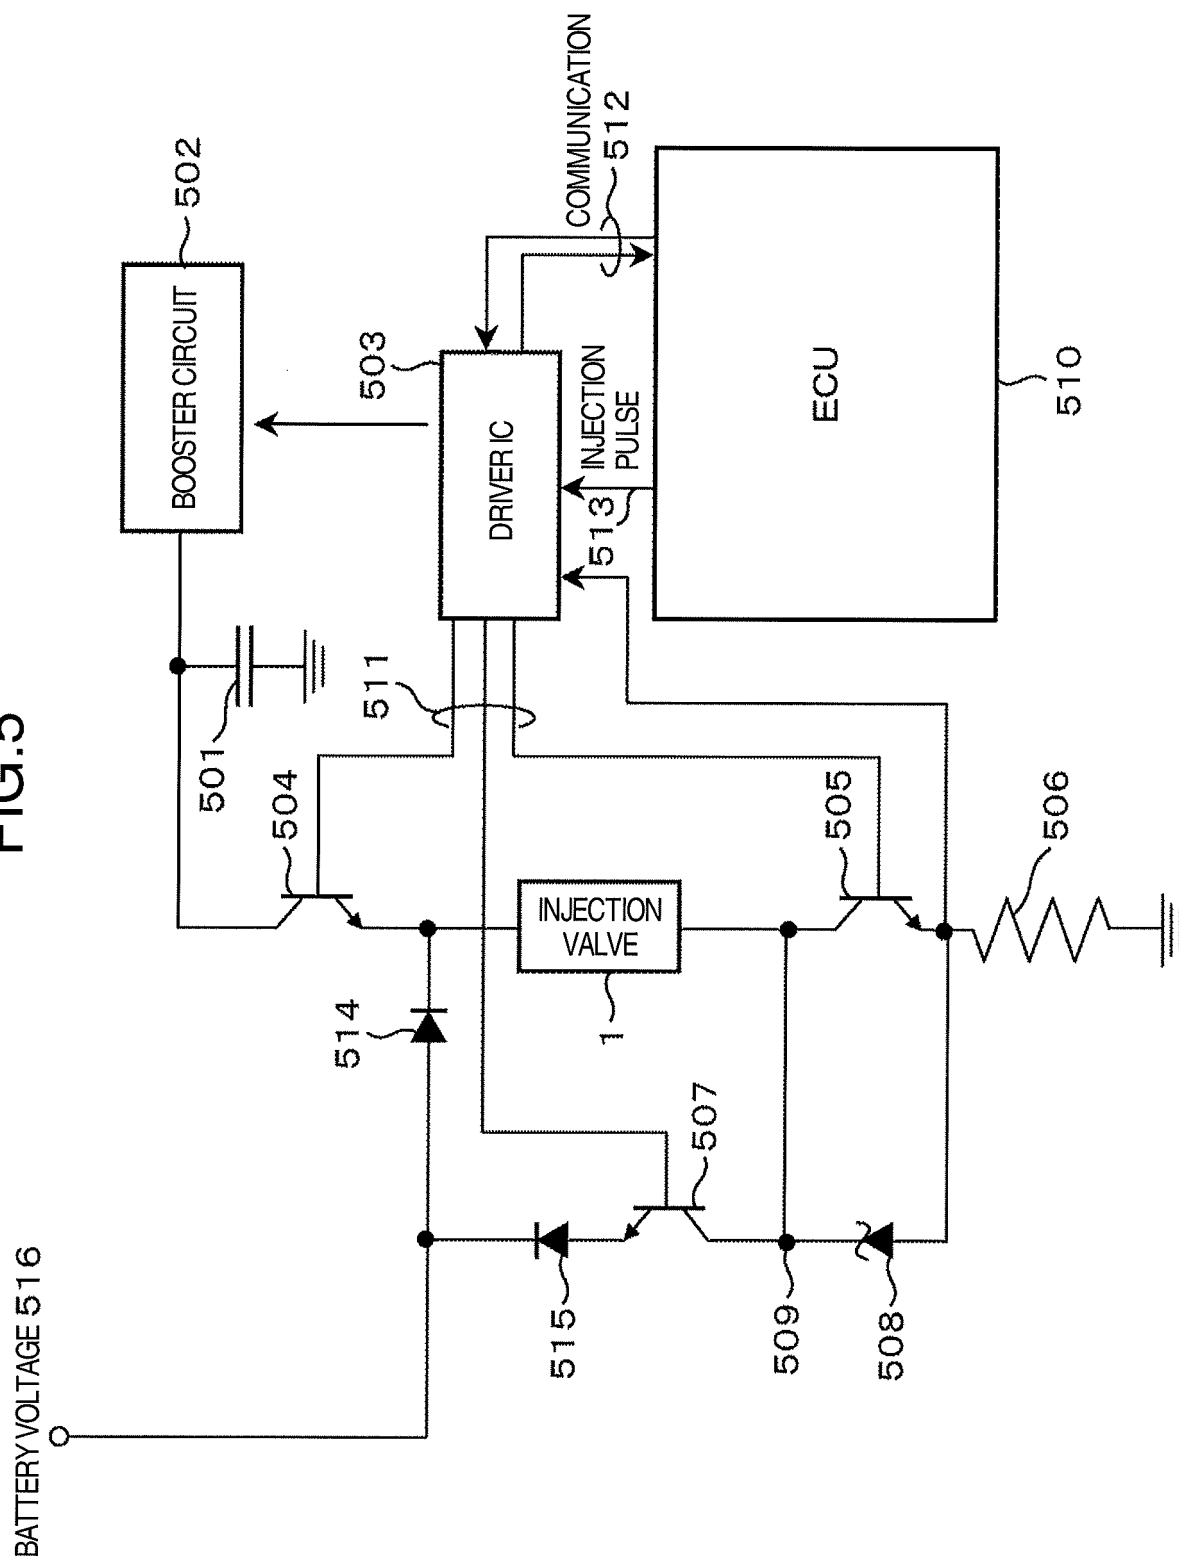 FIG.5
BATTERY VOLTAGE 516
BOOSTER CIRCUIT
502
501
504
514
511
503
DRIVER IC
COMMUNICATION
512
INJECTION
PULSE
513
ECU
510
INJECTION
VALVE
1
515
507
509
508
505
506